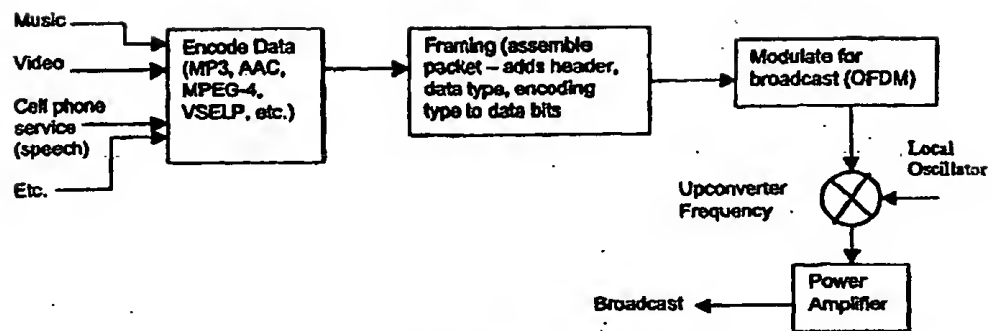 Music
Video
Cell phone
service
(speech)
Etc.
Encode Data
(MP3, AAC,
MPEG-4,
VSELP, etc.)
Framing (assemble
packet – adds header,
data type, encoding
type to data bits
Modulate for
broadcast (OFDM)
Local
Oscillator
Upconverter
Frequency
Power
Amplifier
Broadcast